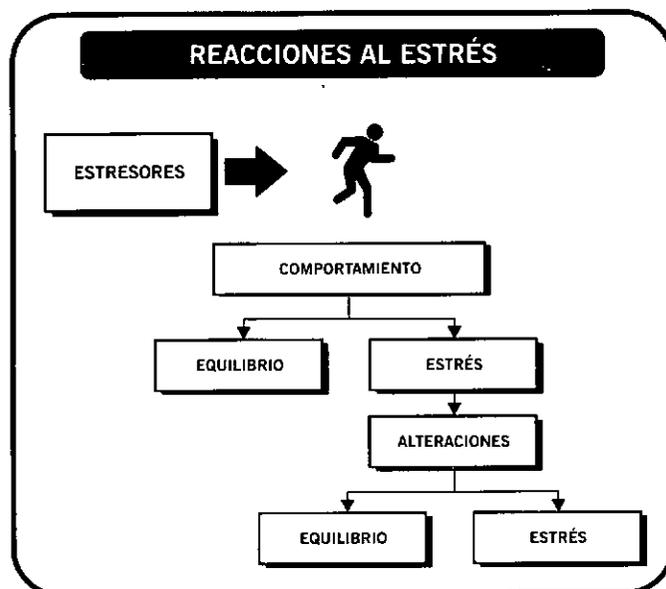 REACCIONES AL ESTRÉS
ESTRESORES
COMPORTAMIENTO
EQUILIBRIO
ESTRÉS
ALTERACIONES
EQUILIBRIO
ESTRÉS